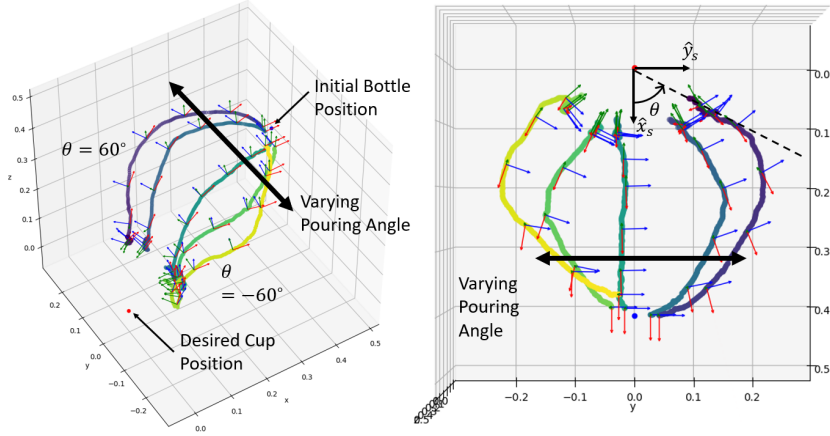 0.5
0.4
0.3
0.2
0.1
0.0
z
θ = 60°
Initial Bottle
Position
Varying
Pouring Angle
θ
= −60°
Desired Cup
Position
0.2
0.1
0.0
−0.1
−0.2
y
0.0
0.1
0.2
0.3
0.4
0.5
x
ŷₛ
θ
x̂ₛ
0.0
0.1
0.2
0.3
0.4
0.5
Varying
Pouring
Angle
−0.2
−0.1
0.0
0.1
0.2
y